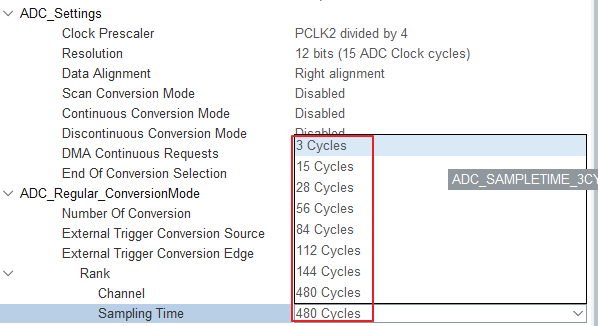 ADC_Settings
Clock Prescaler PCLK2 divided by 4
Resolution 12 bits (15 ADC Clock cycles)
Data Alignment Right alignment
Scan Conversion Mode Disabled
Continuous Conversion Mode Disabled
Discontinuous Conversion Mode Disabled
DMA Continuous Requests 3 Cycles
End Of Conversion Selection 15 Cycles
ADC_SAMPLETIME_3CY
28 Cycles
ADC_Regular_ConversionMode
Number Of Conversion 56 Cycles
External Trigger Conversion Source 84 Cycles
External Trigger Conversion Edge 112 Cycles
Rank 144 Cycles
Channel 480 Cycles
Sampling Time 480 Cycles